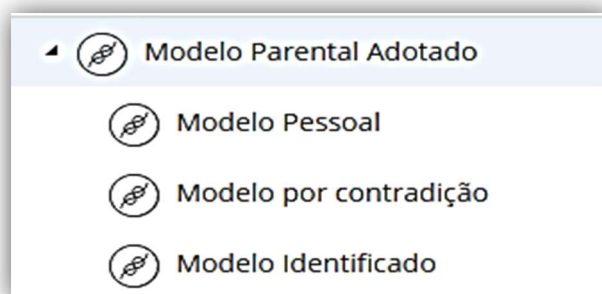 Modelo Parental Adotado
Modelo Pessoal
Modelo por contradição
Modelo Identificado